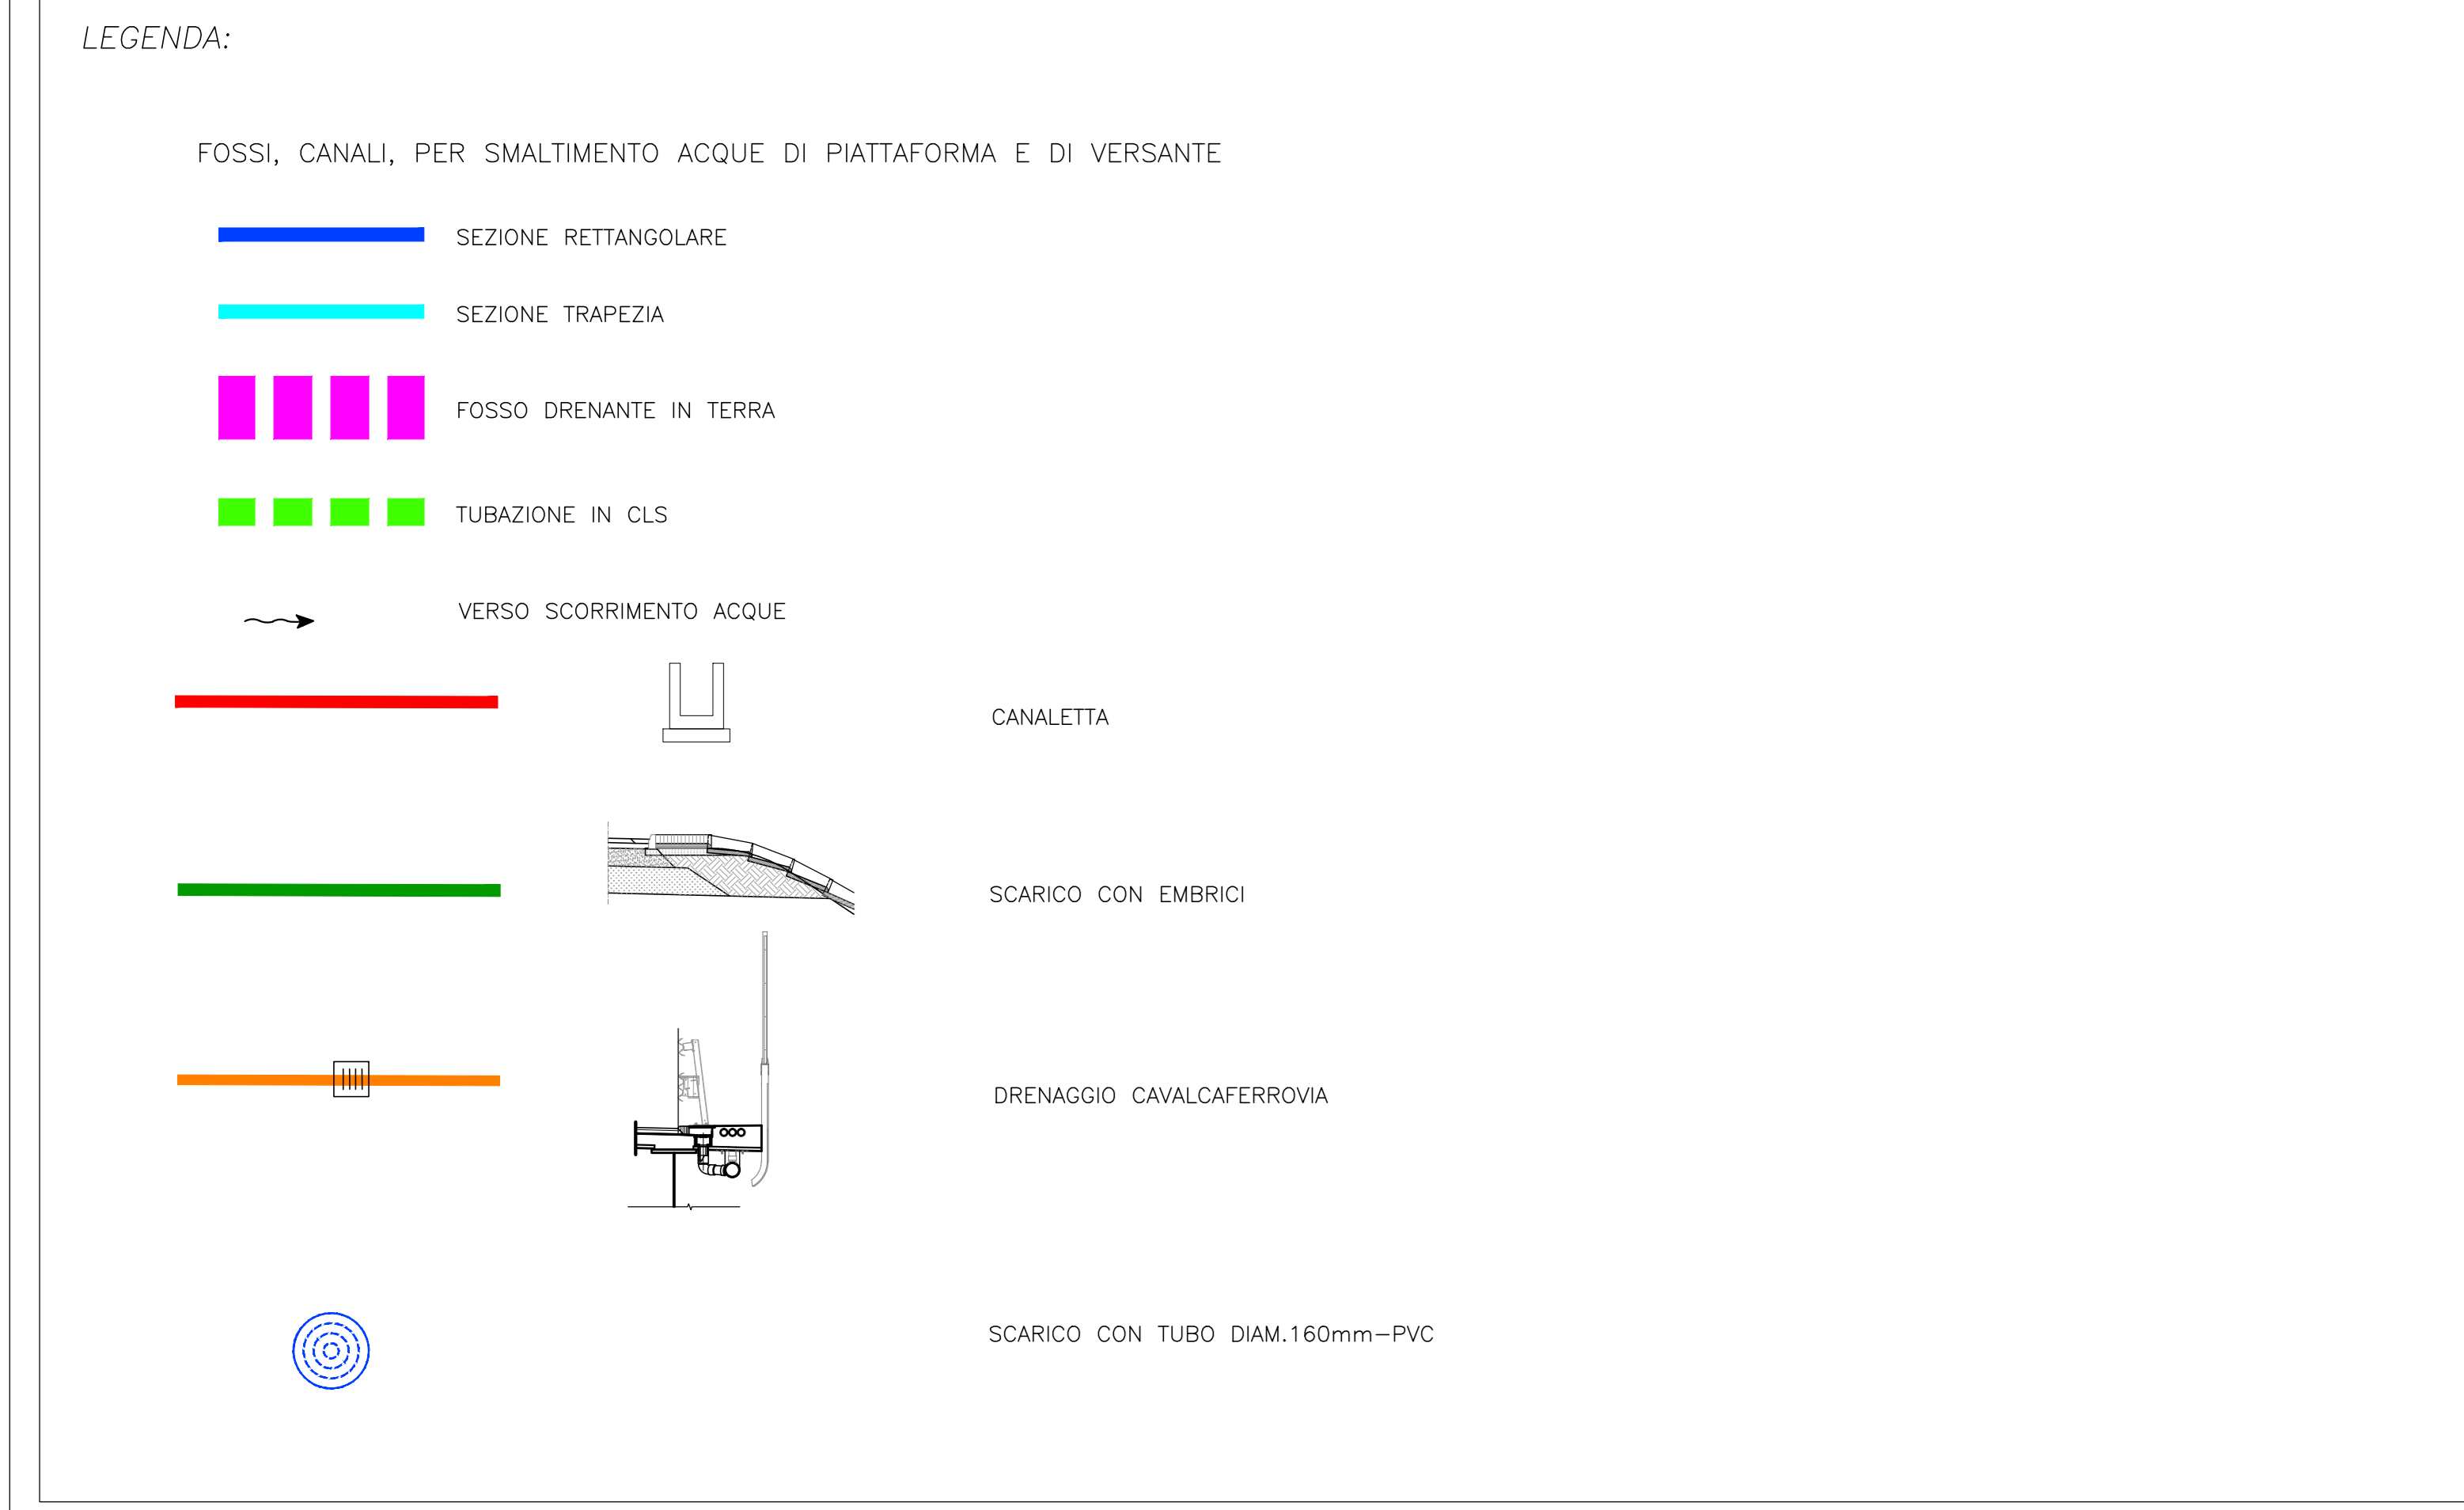 LEGENDA:
FOSSI, CANALI, PER SMALTIMENTO ACQUE DI PIATTAFORMA E DI VERSANTE
SEZIONE RETTANGOLARE
SEZIONE TRAPEZIA
FOSSO DRENANTE IN TERRA
TUBAZIONE IN CLS
VERSO SCORRIMENTO ACQUE
CANALETTA
SCARICO CON EMBRICI
DRENAGGIO CAVALCAFERROVIA
SCARICO CON TUBO DIAM.160mm-PVC